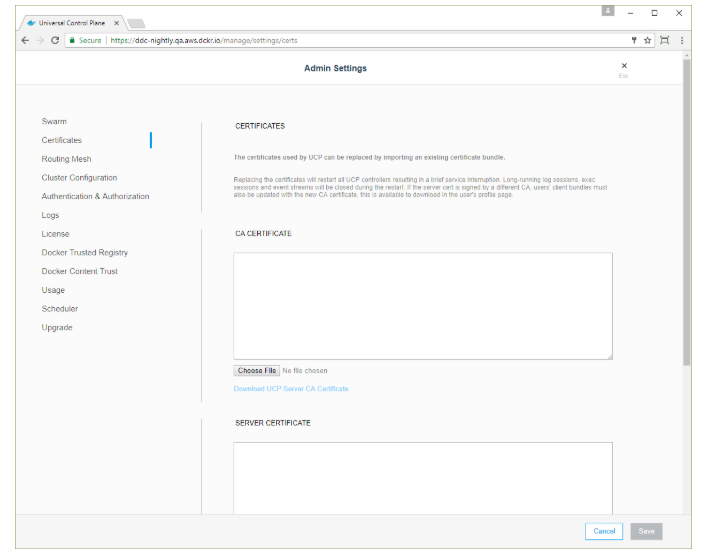 Universal Control Plane
Secure | https://ddc-nightly.qa.aws.dckr.io/manage/settings/certs
Admin Settings
Esc
Swarm
Certificates
Routing Mesh
Cluster Configuration
Authentication & Authorization
Logs
License
Docker Trusted Registry
Docker Content Trust
Usage
Scheduler
Upgrade
CERTIFICATES
The certificates used by UCP can be replaced by importing an existing certificate bundle.
Replacing the certificates will restart all UCP controllers resulting in a brief service interruption. Long-running log sessions, exec
sessions and event streams will be closed during the restart. If the server cert is signed by a different CA, users' client bundles must
also be updated with the new CA certificate, this is available to download in the user's profile page.
CA CERTIFICATE
Choose File No file chosen
Download UCP Server CA Certificate
SERVER CERTIFICATE
Cancel
Save